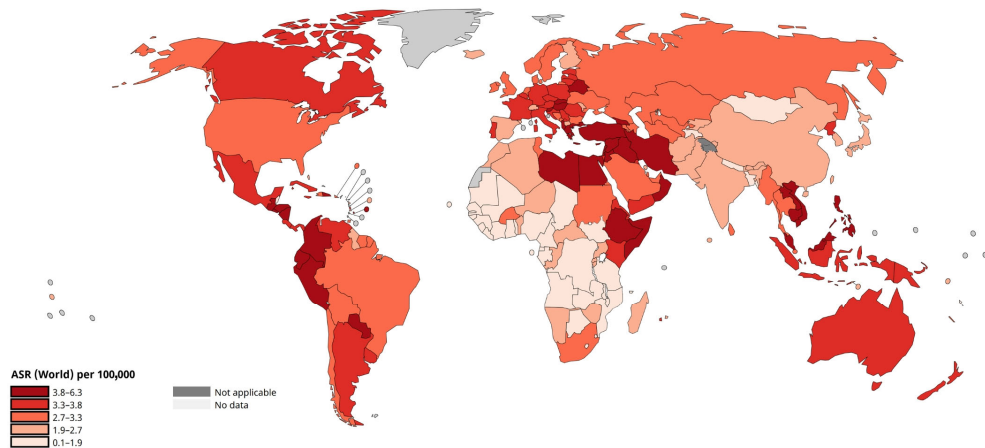 ASR (World) per 100,000
3.8–6.3
3.3–3.8
2.7–3.3
1.9–2.7
0.1–1.9
Not applicable
No data